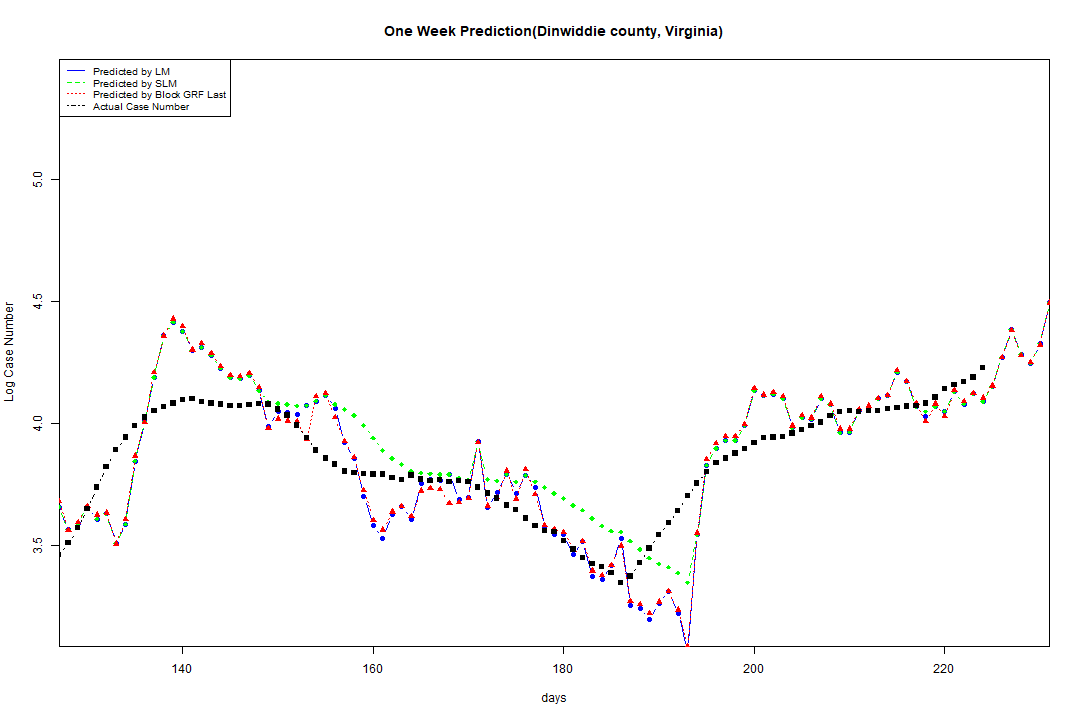 One Week Prediction(Dinwiddie county, Virginia)
Predicted by LM
Predicted by SLM
Predicted by Block GRF Last
Actual Case Number
Log Case Number
5.0
4.5
4.0
3.5
140 160 180 200 220
days